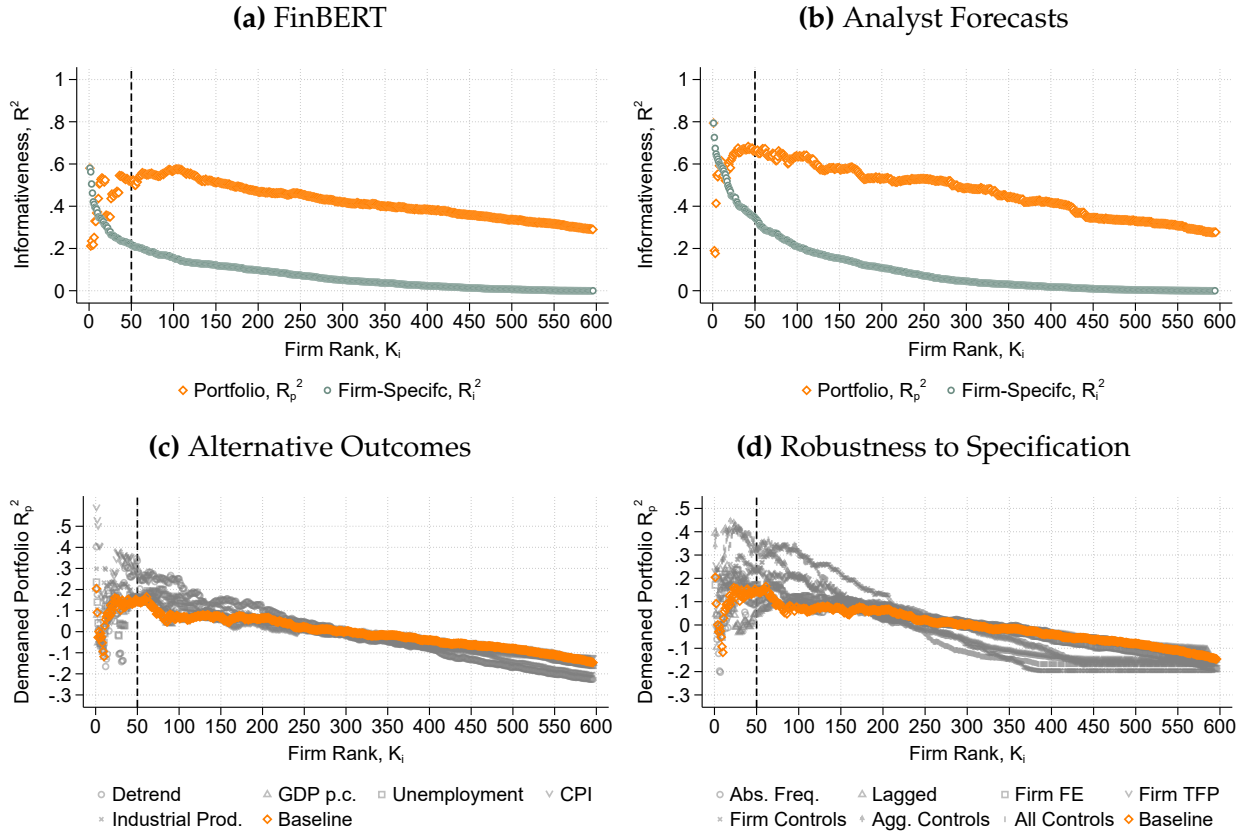 (a) FinBERT
(b) Analyst Forecasts
Informativeness, R²
1
.8
.6
.4
.2
0
0 50 100 150 200 250 300 350 400 450 500 550 600
Firm Rank, Kᵢ
Portfolio, Rₚ² Firm-Specifc, Rᵢ²
Informativeness, R²
1
.8
.6
.4
.2
0
0 50 100 150 200 250 300 350 400 450 500 550 600
Firm Rank, Kᵢ
Portfolio, Rₚ² Firm-Specifc, Rᵢ²
(c) Alternative Outcomes
(d) Robustness to Specification
Demeaned Portfolio Rₚ²
.5
.4
.3
.2
.1
0
-.1
-.2
-.3
0 50 100 150 200 250 300 350 400 450 500 550 600
Firm Rank, Kᵢ
Detrend GDP p.c. Unemployment CPI
Industrial Prod. Baseline
Demeaned Portfolio Rₚ²
.5
.4
.3
.2
.1
0
-.1
-.2
-.3
0 50 100 150 200 250 300 350 400 450 500 550 600
Firm Rank, Kᵢ
Abs. Freq. Lagged Firm FE Firm TFP
Firm Controls Agg. Controls All Controls Baseline